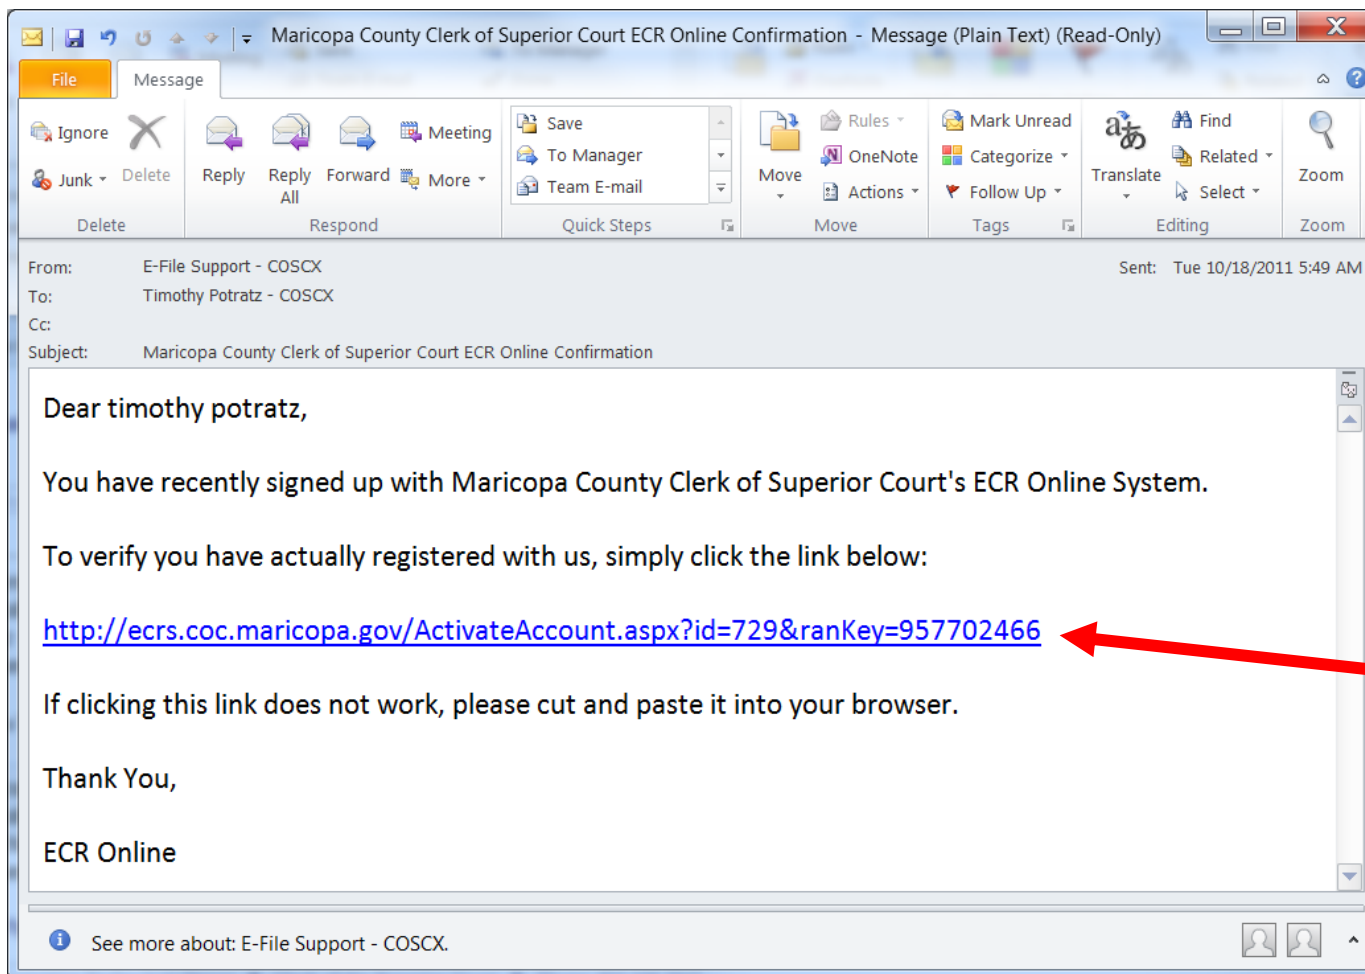 Maricopa County Clerk of Superior Court ECR Online Confirmation - Message (Plain Text) (Read-Only)
File Message
Ignore
Junk
Delete
Delete
Reply
Reply All
Forward
Meeting
More
Respond
Save
To Manager
Team E-mail
Quick Steps
Move
Rules
OneNote
Actions
Move
Mark Unread
Categorize
Follow Up
Tags
Translate
Find
Related
Select
Editing
Zoom
Zoom
From: E-File Support - COSCX Sent: Tue 10/18/2011 5:49 AM
To: Timothy Potratz - COSCX
Cc:
Subject: Maricopa County Clerk of Superior Court ECR Online Confirmation
Dear timothy potratz,
You have recently signed up with Maricopa County Clerk of Superior Court's ECR Online System.
To verify you have actually registered with us, simply click the link below:
http://ecrs.coc.maricopa.gov/ActivateAccount.aspx?id=729&ranKey=957702466
If clicking this link does not work, please cut and paste it into your browser.
Thank You,
ECR Online
See more about: E-File Support - COSCX.